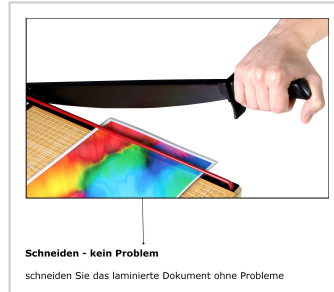 Schneiden - kein Problem
schneiden Sie das laminierte Dokument ohne Probleme